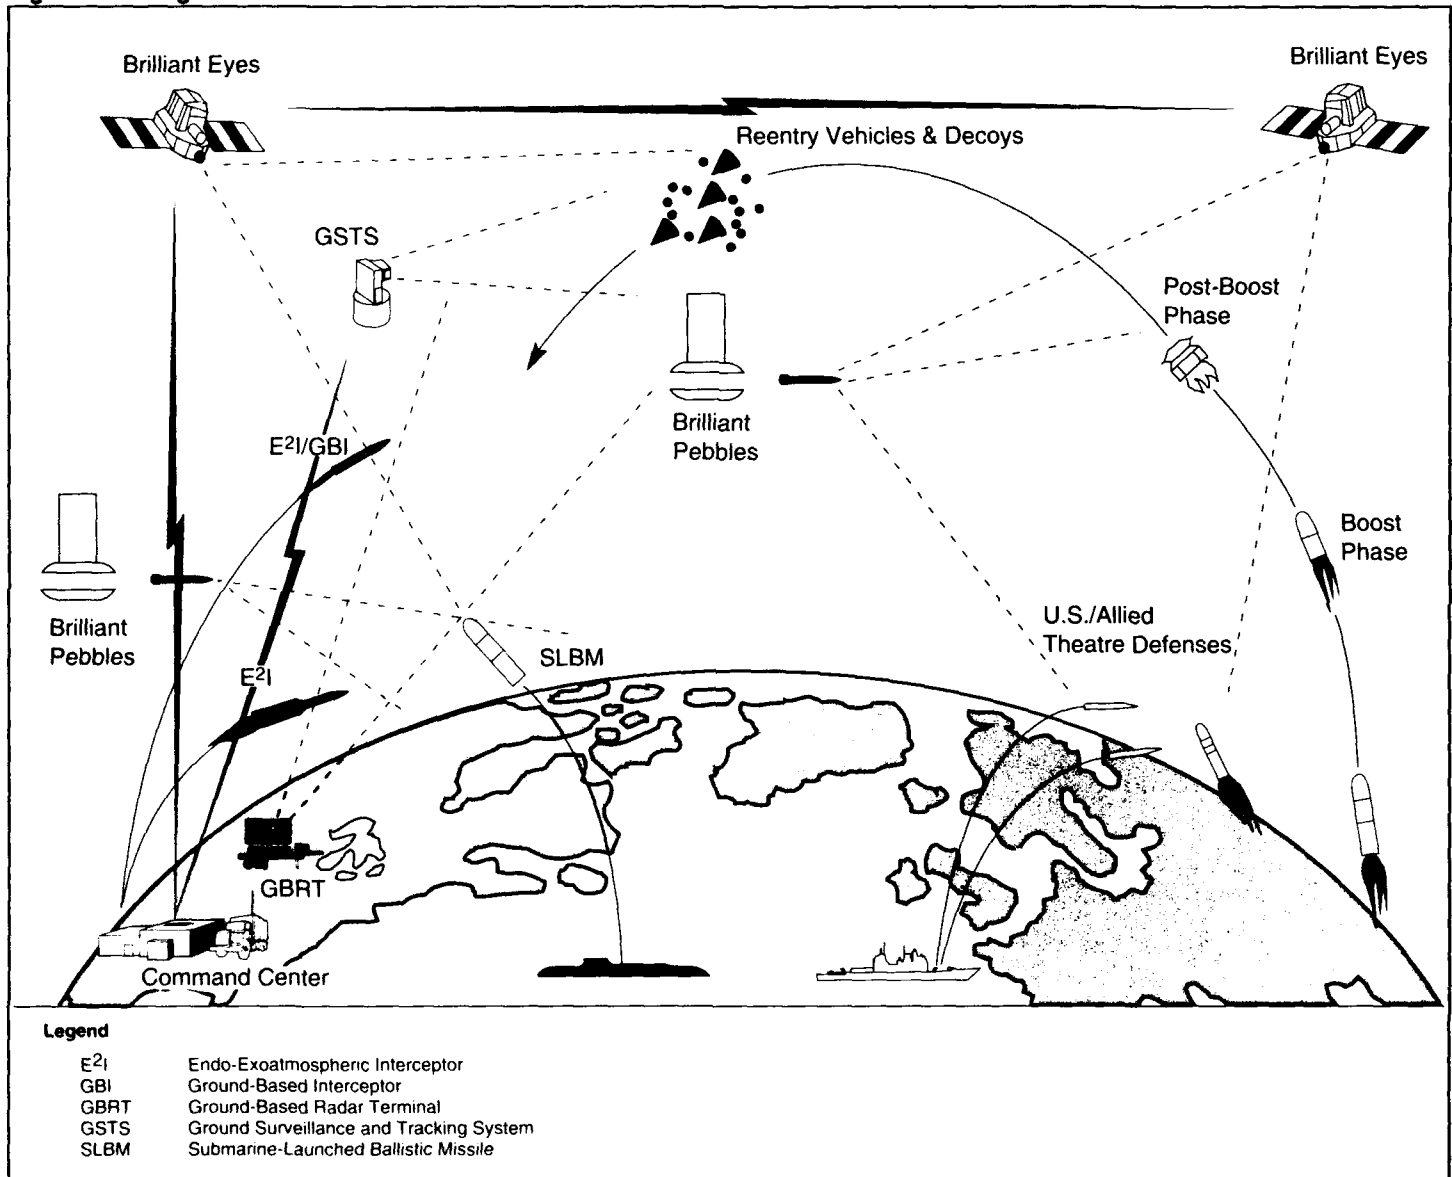 Brilliant Eyes
Brilliant Eyes
Reentry Vehicles & Decoys
GSTS
Post-Boost
Phase
Brilliant
Pebbles
E²I/GBI
Boost
Phase
Brilliant
Pebbles
U.S./Allied
Theatre Defenses
SLBM
E²I
GBRT
Command Center
Legend
E²I Endo-Exoatmospheric Interceptor
GBI Ground-Based Interceptor
GBRT Ground-Based Radar Terminal
GSTS Ground Surveillance and Tracking System
SLBM Submarine-Launched Ballistic Missile